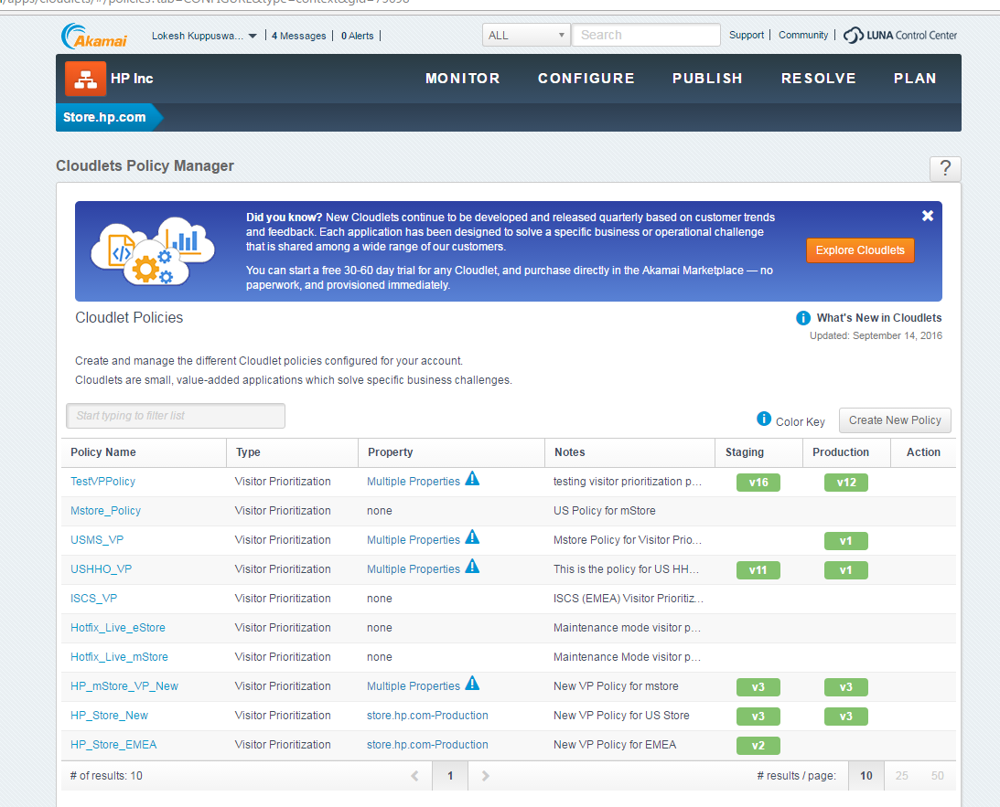 Akamai
Lokesh Kuppuswa... 4 Messages 0 Alerts ALL Search Support Community LUNA Control Center
HP Inc MONITOR CONFIGURE PUBLISH RESOLVE PLAN
Store.hp.com
Cloudlets Policy Manager ?
Did you know? New Cloudlets continue to be developed and released quarterly based on customer trends
and feedback. Each application has been designed to solve a specific business or operational challenge
that is shared among a wide range of our customers.
Explore Cloudlets
You can start a free 30-60 day trial for any Cloudlet, and purchase directly in the Akamai Marketplace — no
paperwork, and provisioned immediately.
Cloudlet Policies
What's New in Cloudlets
Updated: September 14, 2016
Create and manage the different Cloudlet policies configured for your account.
Cloudlets are small, value-added applications which solve specific business challenges.
Start typing to filter list Color Key Create New Policy
Policy Name Type Property Notes Staging Production Action
TestVPPolicy Visitor Prioritization Multiple Properties testing visitor prioritization p... v16 v12
Mstore_Policy Visitor Prioritization none US Policy for mStore
USMS_VP Visitor Prioritization Multiple Properties Mstore Policy for Visitor Prio... v1
USHHO_VP Visitor Prioritization Multiple Properties This is the policy for US HH... v11 v1
ISCS_VP Visitor Prioritization none ISCS (EMEA) Visitor Prioritiz...
Hotfix_Live_eStore Visitor Prioritization none Maintenance mode visitor p...
Hotfix_Live_mStore Visitor Prioritization none Maintenance Mode visitor p...
HP_mStore_VP_New Visitor Prioritization Multiple Properties New VP Policy for mstore v3 v3
HP_Store_New Visitor Prioritization store.hp.com-Production New VP Policy for US Store v3 v3
HP_Store_EMEA Visitor Prioritization store.hp.com-Production New VP Policy for EMEA v2
# of results: 10 1 # results / page: 10 25 50